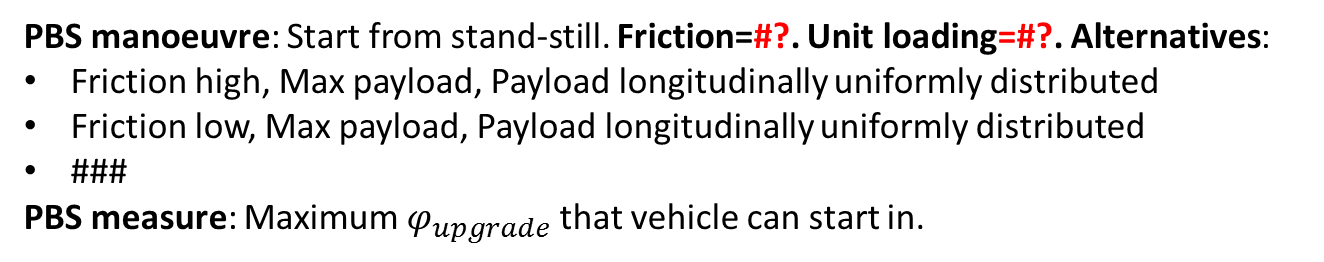 PBS manoeuvre: Start from stand-still. Friction=#?. Unit loading=#?. Alternatives:
• Friction high, Max payload, Payload longitudinally uniformly distributed
• Friction low, Max payload, Payload longitudinally uniformly distributed
• ###
PBS measure: Maximum φ_upgrade that vehicle can start in.